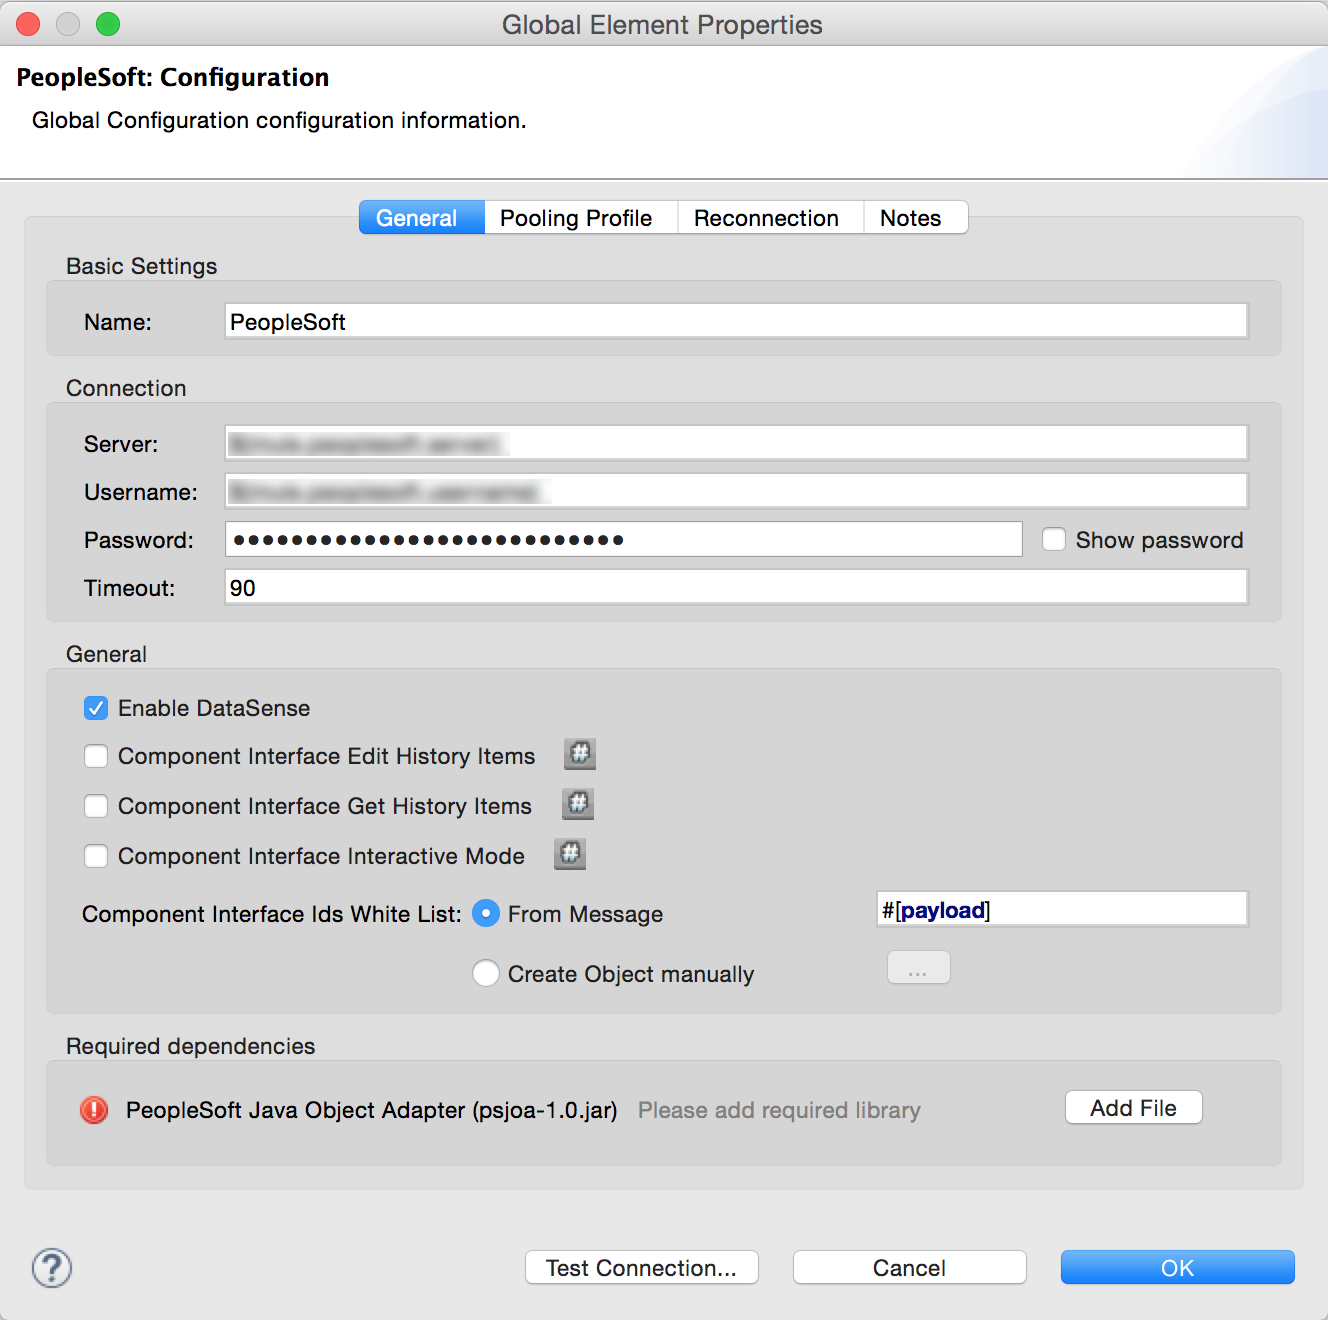 Global Element Properties
PeopleSoft: Configuration
Global Configuration configuration information.
General Pooling Profile Reconnection Notes
Basic Settings
Name: PeopleSoft
Connection
Server:
Username:
Password: ••••••••••••••••••••••••••• Show password
Timeout: 90
General
Enable DataSense
Component Interface Edit History Items #
Component Interface Get History Items #
Component Interface Interactive Mode #
Component Interface Ids White List: From Message #[payload]
Create Object manually ...
Required dependencies
! PeopleSoft Java Object Adapter (psjoa-1.0.jar) Please add required library Add File
? Test Connection... Cancel OK